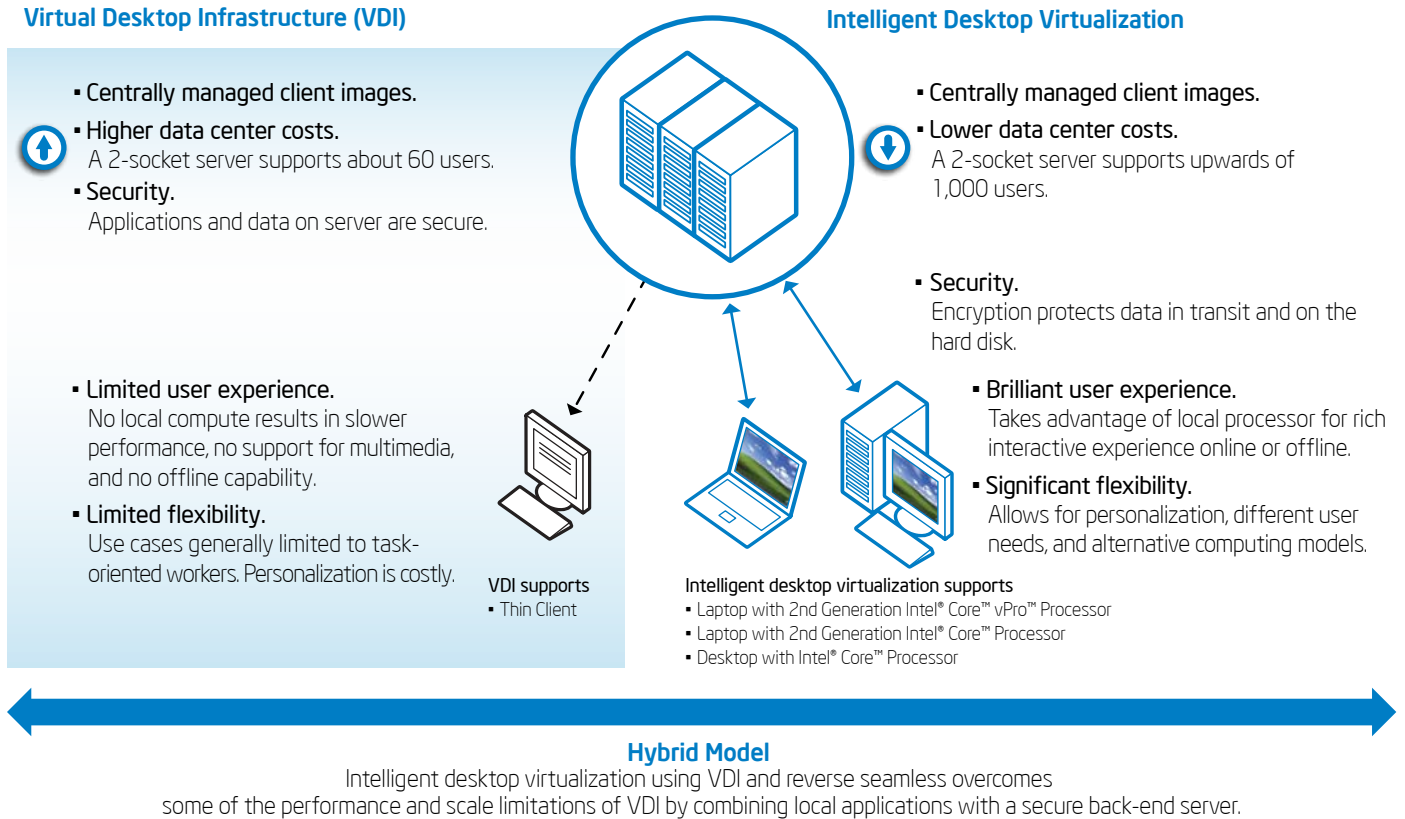 Virtual Desktop Infrastructure (VDI)
▪ Centrally managed client images.
▪ Higher data center costs.
A 2-socket server supports about 60 users.
▪ Security.
Applications and data on server are secure.
▪ Limited user experience.
No local compute results in slower
performance, no support for multimedia,
and no offline capability.
▪ Limited flexibility.
Use cases generally limited to task-
oriented workers. Personalization is costly.
VDI supports
▪ Thin Client
Intelligent Desktop Virtualization
▪ Centrally managed client images.
▪ Lower data center costs.
A 2-socket server supports upwards of
1,000 users.
▪ Security.
Encryption protects data in transit and on the
hard disk.
▪ Brilliant user experience.
Takes advantage of local processor for rich
interactive experience online or offline.
▪ Significant flexibility.
Allows for personalization, different user
needs, and alternative computing models.
Intelligent desktop virtualization supports
▪ Laptop with 2nd Generation Intel® Core™ vPro™ Processor
▪ Laptop with 2nd Generation Intel® Core™ Processor
▪ Desktop with Intel® Core™ Processor
Hybrid Model
Intelligent desktop virtualization using VDI and reverse seamless overcomes
some of the performance and scale limitations of VDI by combining local applications with a secure back-end server.